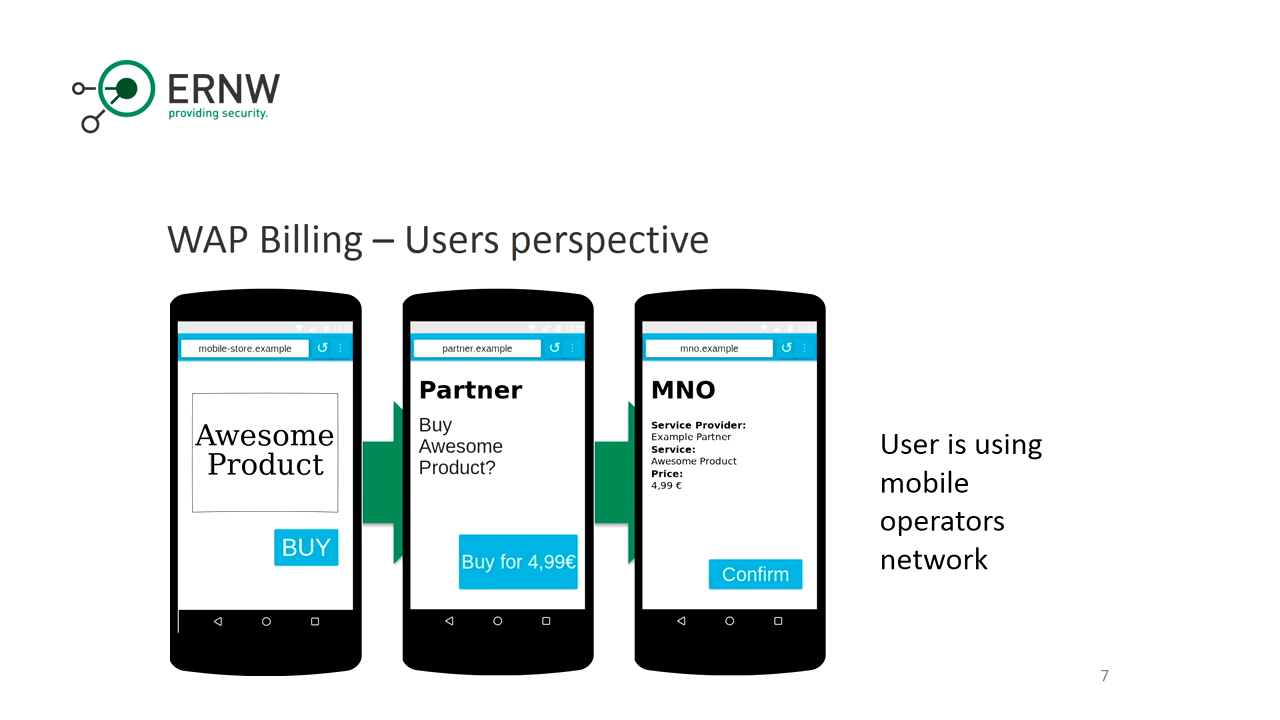 ERNW
providing security.
WAP Billing – Users perspective
mobile-store.example
Awesome
Product
BUY
partner.example
Partner
Buy
Awesome
Product?
Buy for 4,99€
mno.example
MNO
Service Provider:
Example Partner
Service:
Awesome Product
Price:
4,99 €
Confirm
User is using
mobile
operators
network
7